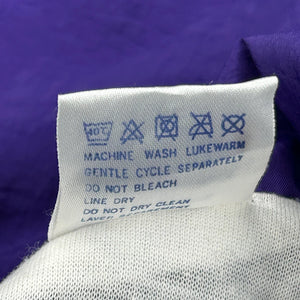 40°C
MACHINE WASH LUKEWARM
GENTLE CYCLE SEPARATELY
DO NOT BLEACH
LINE DRY
DO NOT DRY CLEAN